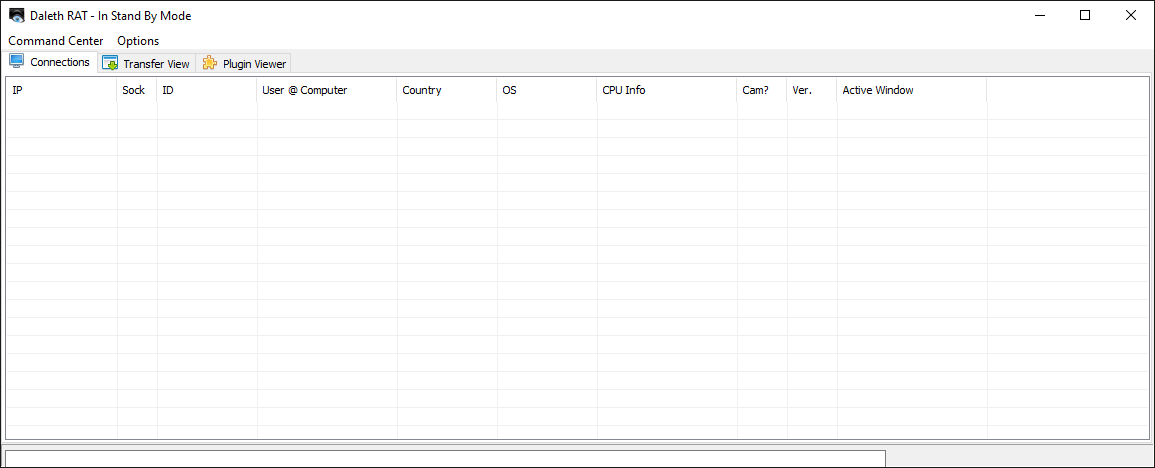 Daleth RAT - In Stand By Mode
Command Center Options
Connections Transfer View Plugin Viewer
IP Sock ID User @ Computer Country OS CPU Info Cam? Ver. Active Window